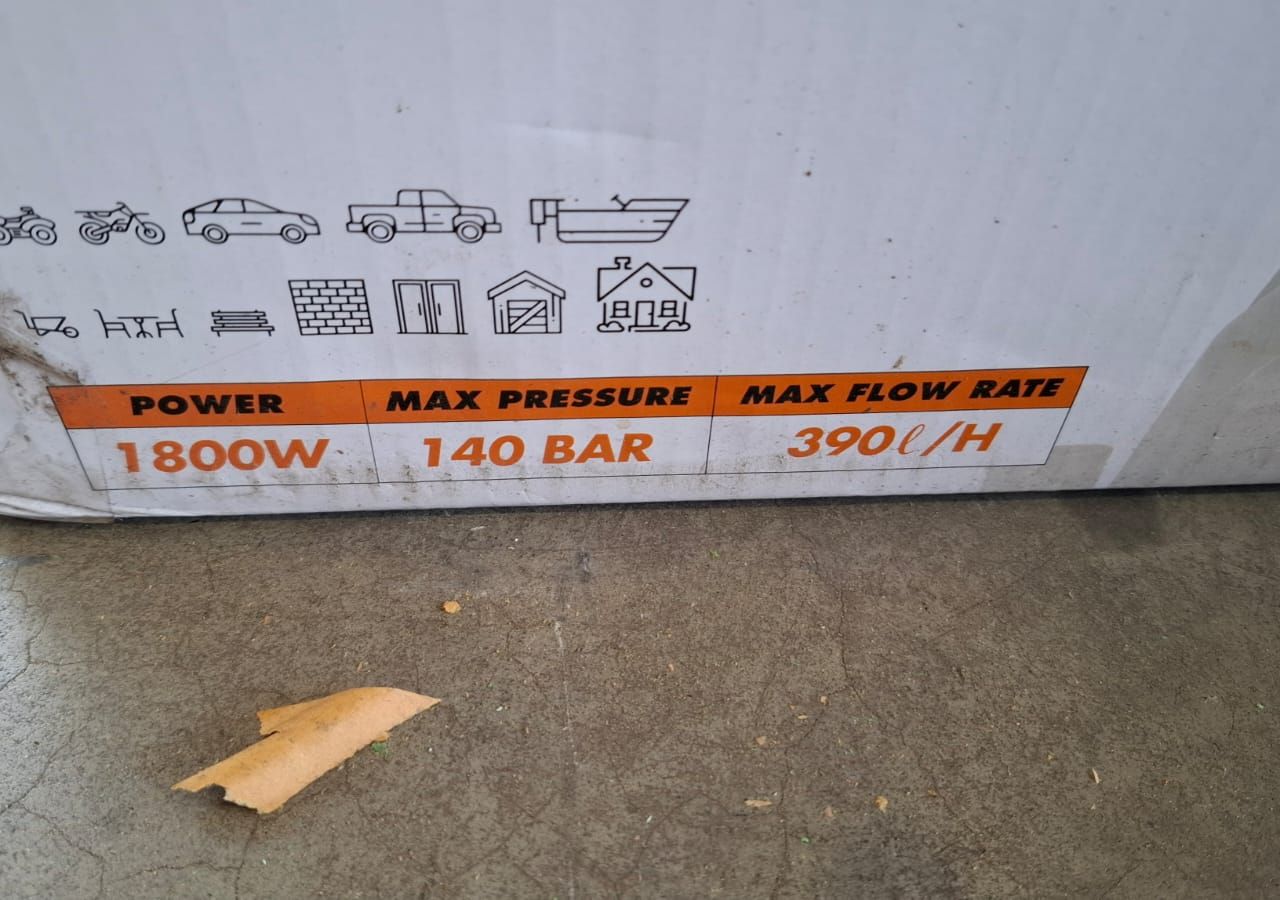 POWER MAX PRESSURE MAX FLOW RATE
1800W 140 BAR 390ℓ/H